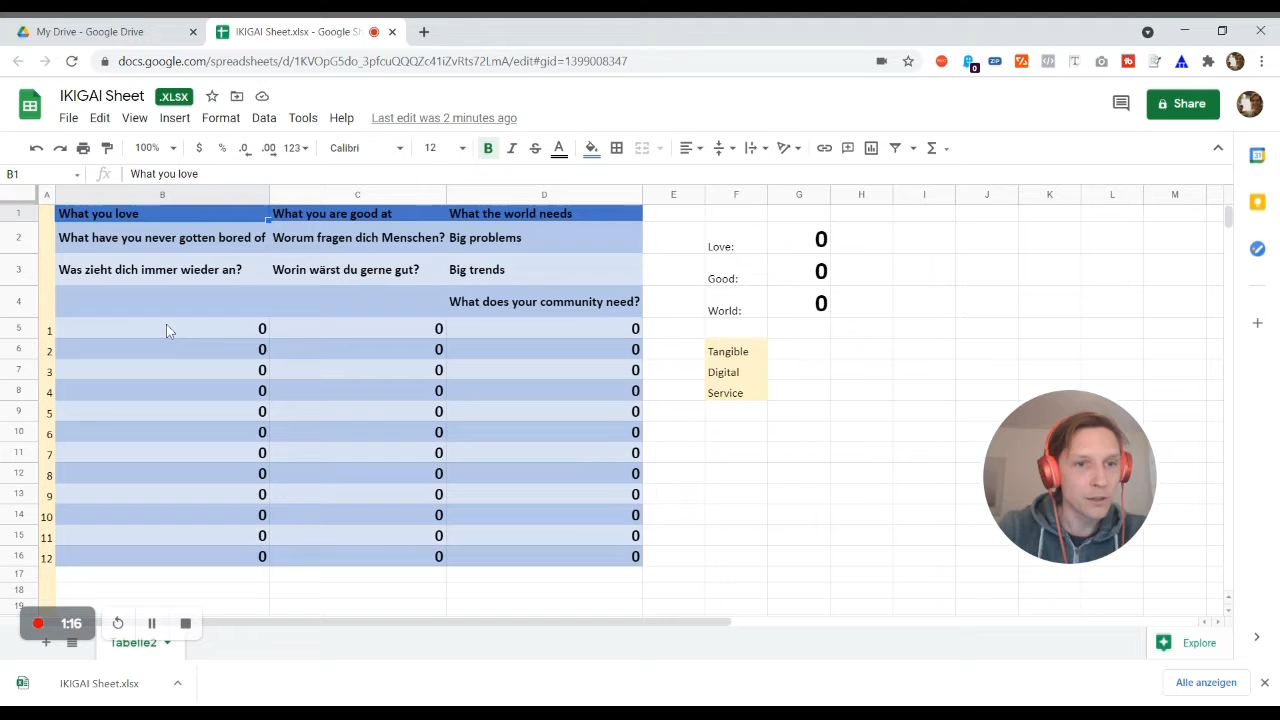 My Drive - Google Drive
IKIGAI Sheet.xlsx - Google Sh
docs.google.com/spreadsheets/d/1KVOpG5do_3pfcuQQQZ41iZvRts72LmA/edit#gid=1399008347
ZIP
0
IKIGAI Sheet .XLSX
Share
File Edit View Insert Format Data Tools Help Last edit was 2 minutes ago
100% $ % .0 .00 123 Calibri 12 B I S A Σ
B1 fx What you love
A B C D E F G H I J K L M
1 What you love What you are good at What the world needs
2 What have you never gotten bored of Worum fragen dich Menschen? Big problems Love: 0
3 Was zieht dich immer wieder an? Worin wärst du gerne gut? Big trends Good: 0
4 What does your community need? World: 0
5 1 0 0 0
6 2 0 0 0 Tangible
7 3 0 0 0 Digital
8 4 0 0 0 Service
9 5 0 0 0
10 6 0 0 0
11 7 0 0 0
12 8 0 0 0
13 9 0 0 0
14 10 0 0 0
15 11 0 0 0
16 12 0 0 0
17
18
19
1:16
Tabelle2
Explore
IKIGAI Sheet.xlsx
Alle anzeigen